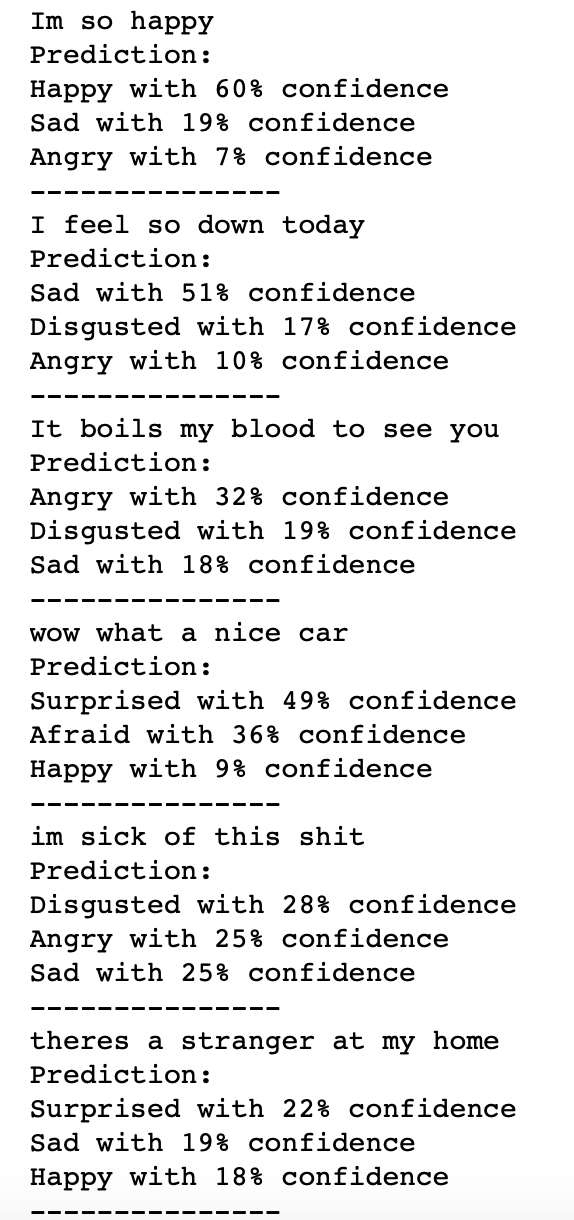 Im so happy
Prediction:
Happy with 60% confidence
Sad with 19% confidence
Angry with 7% confidence
---------------
I feel so down today
Prediction:
Sad with 51% confidence
Disgusted with 17% confidence
Angry with 10% confidence
---------------
It boils my blood to see you
Prediction:
Angry with 32% confidence
Disgusted with 19% confidence
Sad with 18% confidence
---------------
wow what a nice car
Prediction:
Surprised with 49% confidence
Afraid with 36% confidence
Happy with 9% confidence
---------------
im sick of this shit
Prediction:
Disgusted with 28% confidence
Angry with 25% confidence
Sad with 25% confidence
---------------
theres a stranger at my home
Prediction:
Surprised with 22% confidence
Sad with 19% confidence
Happy with 18% confidence
---------------